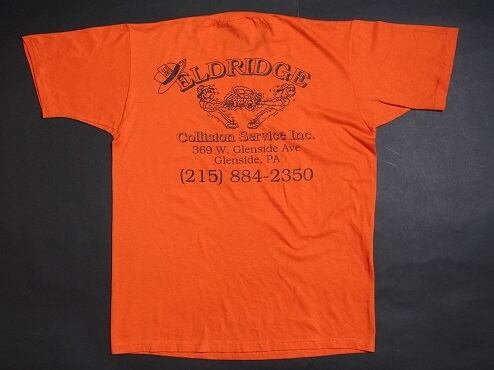 ELDRIDGE
Collision Service Inc.
369 W. Glenside Ave
Glenside, PA
(215) 884-2350